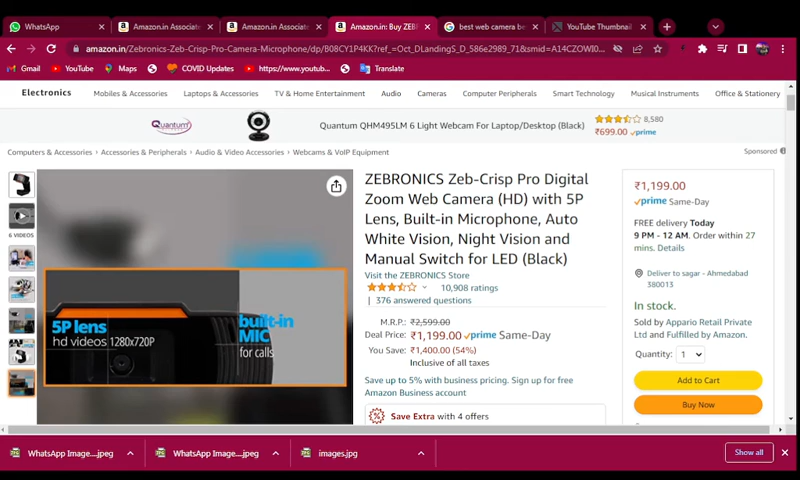 WhatsApp
Amazon.in Associate
Amazon.in Associate
Amazon.in: Buy ZEBR
best web camera be
YouTube Thumbnail
amazon.in/Zebronics-Zeb-Crisp-Pro-Camera-Microphone/dp/B08CY1P4KK?ref_=Oct_DLandingS_D_586e2989_71&smid=A14CZOWI0...
Gmail
YouTube
Maps
COVID Updates
https://www.youtub...
Translate
Electronics
Mobiles & Accessories
Laptops & Accessories
TV & Home Entertainment
Audio
Cameras
Computer Peripherals
Smart Technology
Musical Instruments
Office & Stationery
Quantum
Quantum QHM495LM 6 Light Webcam For Laptop/Desktop (Black)
8,580
₹699.00 prime
Computers & Accessories › Accessories & Peripherals › Audio & Video Accessories › Webcams & VoIP Equipment
Sponsored
6 VIDEOS
5P lens
hd videos 1280x720P
built-in
MIC
for calls
ZEBRONICS Zeb-Crisp Pro Digital
Zoom Web Camera (HD) with 5P
Lens, Built-in Microphone, Auto
White Vision, Night Vision and
Manual Switch for LED (Black)
Visit the ZEBRONICS Store
10,908 ratings
| 376 answered questions
M.R.P.: ₹2,599.00
Deal Price: ₹1,199.00 prime Same-Day
You Save: ₹1,400.00 (54%)
Inclusive of all taxes
Save up to 5% with business pricing. Sign up for free
Amazon Business account
Save Extra with 4 offers
₹1,199.00
prime Same-Day
FREE delivery Today
9 PM - 12 AM. Order within 27
mins. Details
Deliver to sagar - Ahmedabad
380013
In stock.
Sold by Appario Retail Private
Ltd and Fulfilled by Amazon.
Quantity: 1
Add to Cart
Buy Now
WhatsApp Image....jpeg
WhatsApp Image....jpeg
images.jpg
Show all